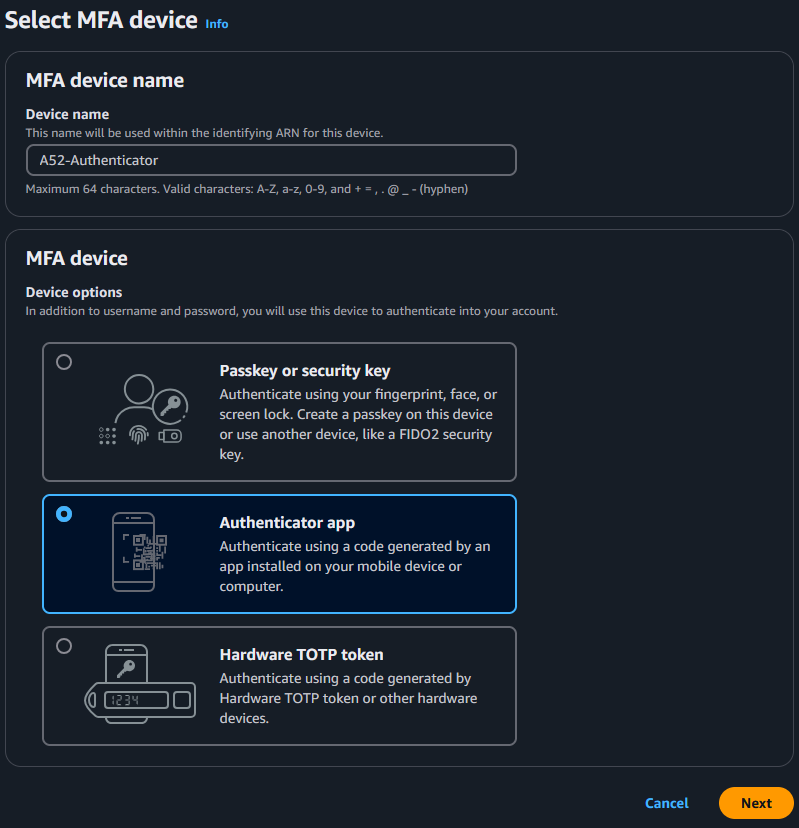 Select MFA device Info
MFA device name
Device name
This name will be used within the identifying ARN for this device.
A52-Authenticator
Maximum 64 characters. Valid characters: A-Z, a-z, 0-9, and + = , . @ _ - (hyphen)
MFA device
Device options
In addition to username and password, you will use this device to authenticate into your account.
Passkey or security key
Authenticate using your fingerprint, face, or
screen lock. Create a passkey on this device
or use another device, like a FIDO2 security
key.
Authenticator app
Authenticate using a code generated by an
app installed on your mobile device or
computer.
Hardware TOTP token
1234
Authenticate using a code generated by
Hardware TOTP token or other hardware
devices.
Cancel
Next